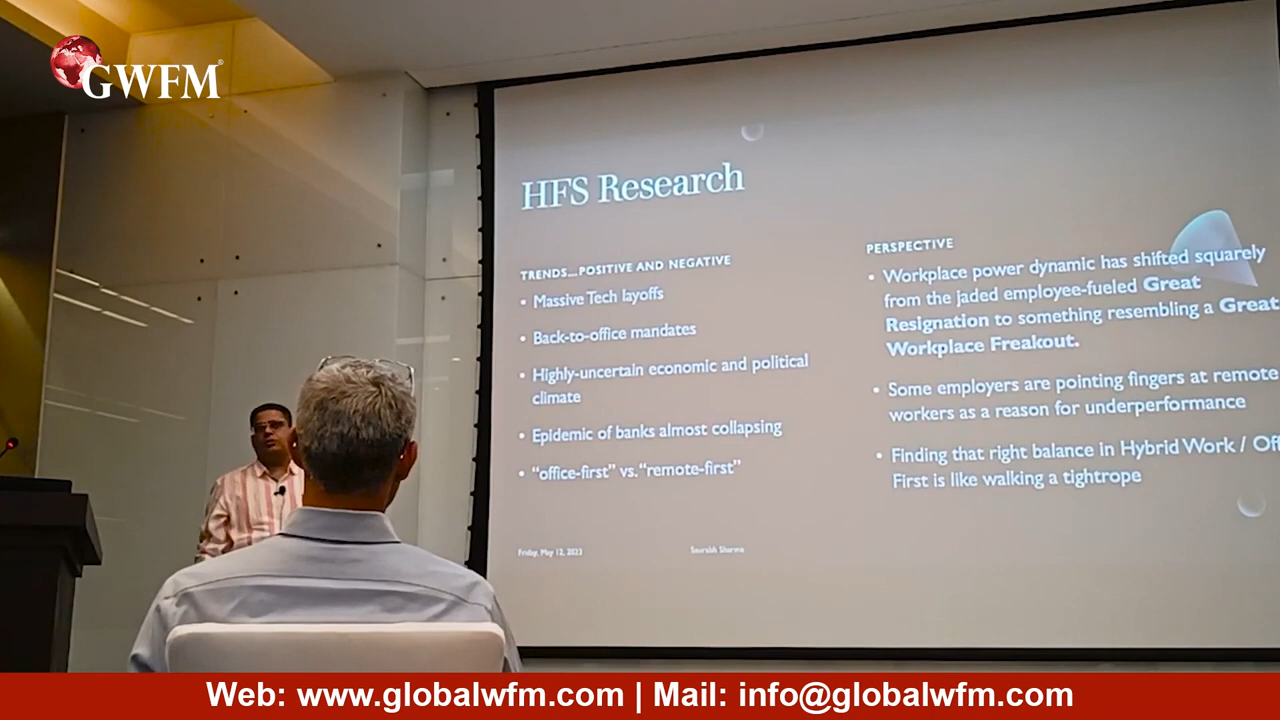 GWFM®
HFS Research
TRENDS....POSITIVE AND NEGATIVE
• Massive Tech layoffs
• Back-to-office mandates
• Highly-uncertain economic and political
climate
• Epidemic of banks almost collapsing
• “office-first” vs. “remote-first”
PERSPECTIVE
• Workplace power dynamic has shifted squarely
from the jaded employee-fueled Great
Resignation to something resembling a Great
Workplace Freakout.
• Some employers are pointing fingers at remote
workers as a reason for underperformance
• Finding that right balance in Hybrid Work /
First is like walking a tightrope
Friday, May 12, 2023
Saurabh Sharma
Web: www.globalwfm.com | Mail: info@globalwfm.com